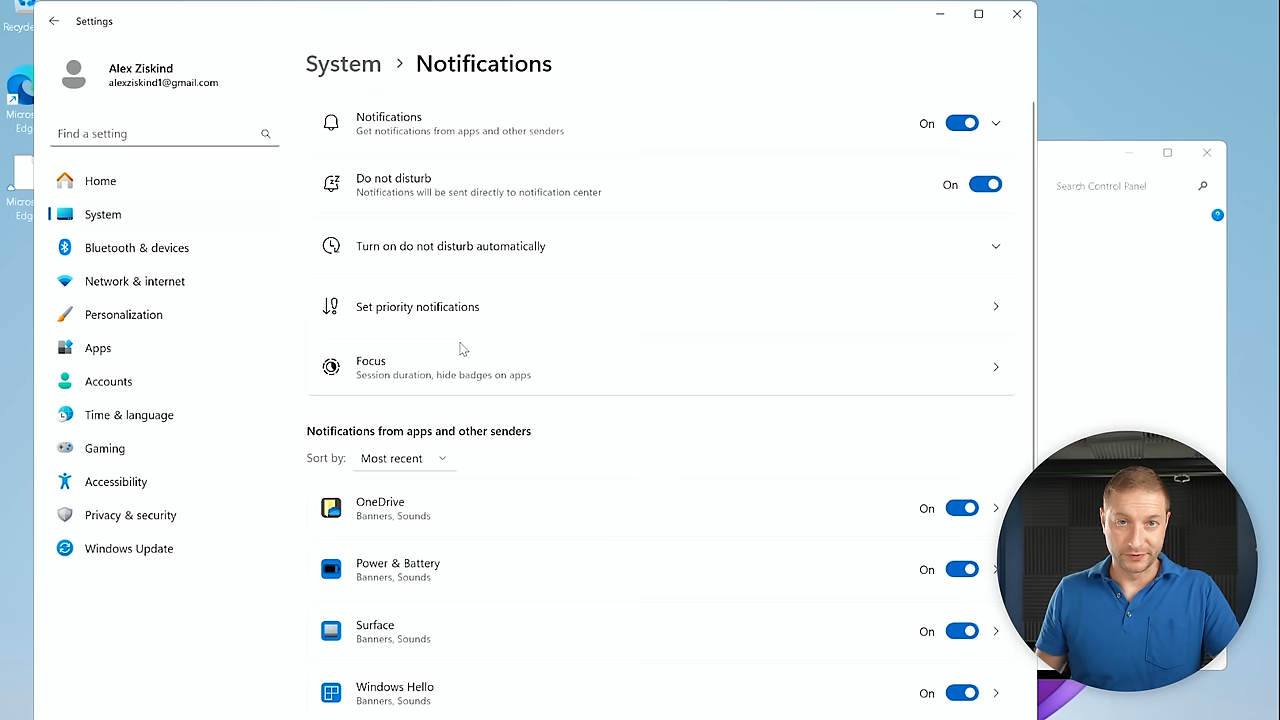 Recycle
Settings
Alex Ziskind
alexziskind1@gmail.com
Find a setting
Home
System
Bluetooth & devices
Network & internet
Personalization
Apps
Accounts
Time & language
Gaming
Accessibility
Privacy & security
Windows Update
System > Notifications
Notifications
Get notifications from apps and other senders
On
Do not disturb
Notifications will be sent directly to notification center
On
Turn on do not disturb automatically
Set priority notifications
Focus
Session duration, hide badges on apps
Notifications from apps and other senders
Sort by: Most recent
OneDrive
Banners, Sounds
On
Power & Battery
Banners, Sounds
On
Surface
Banners, Sounds
On
Windows Hello
Banners, Sounds
On
Search Control Panel
Micros
Edg
Micros
Edg